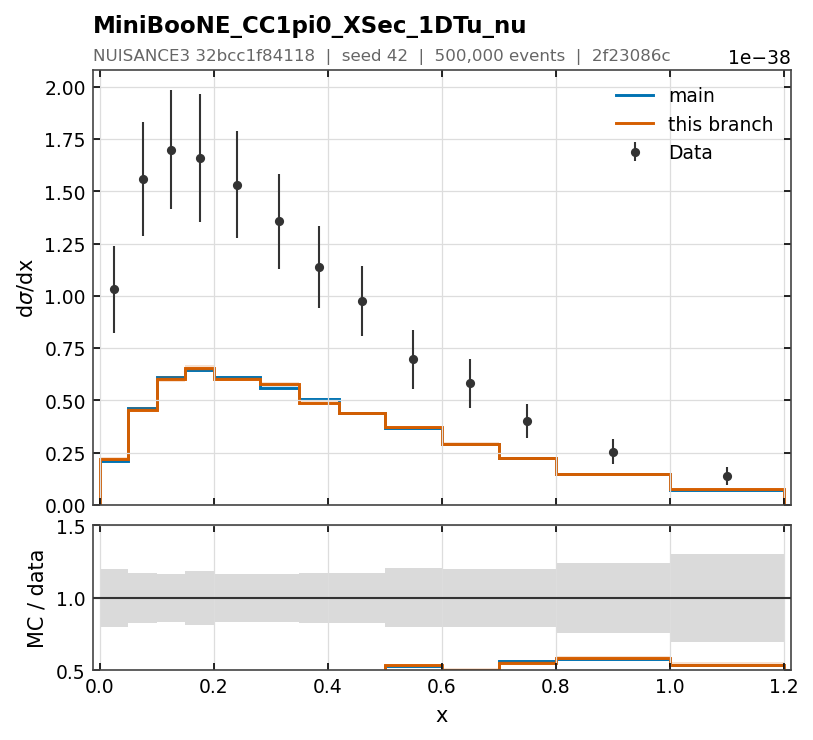 MiniBooNE_CC1pi0_XSec_1DTu_nu
NUISANCE3 32bcc1f84118 | seed 42 | 500,000 events | 2f23086c
1e−38
main
this branch
Data
dσ/dx
2.00
1.75
1.50
1.25
1.00
0.75
0.50
0.25
0.00
MC / data
1.5
1.0
0.5
0.0 0.2 0.4 0.6 0.8 1.0 1.2
x